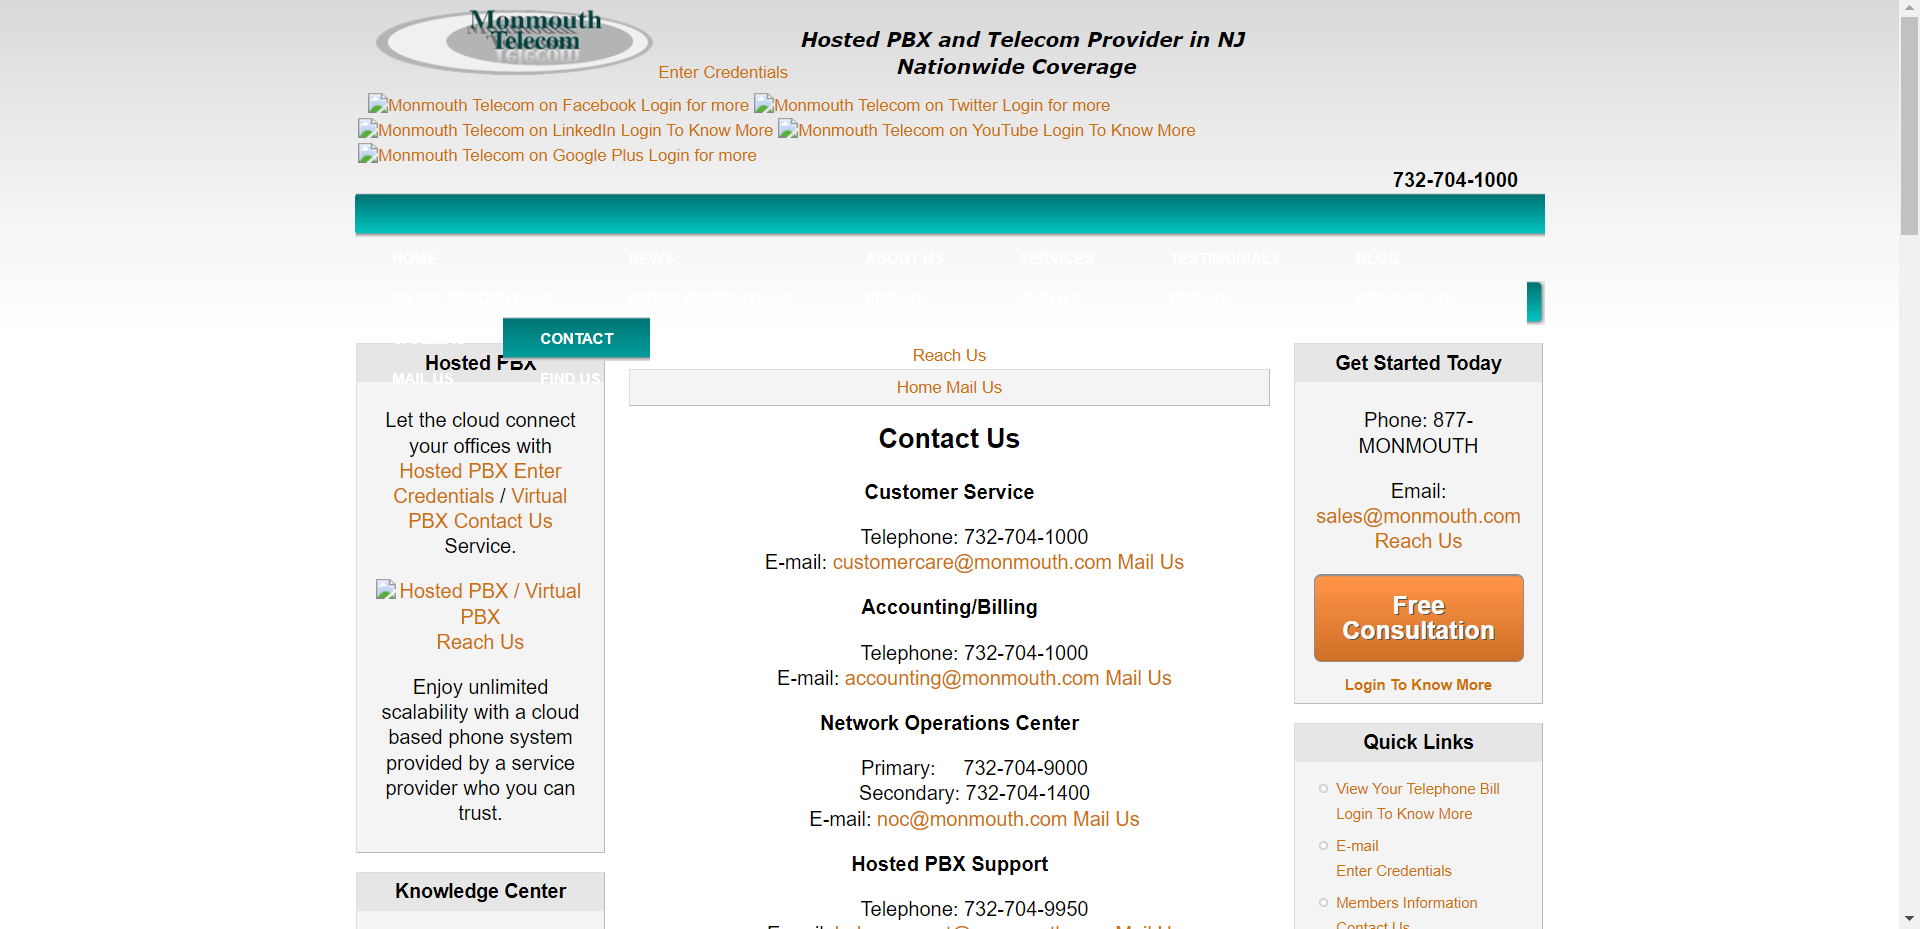 Monmouth
Telecom
Enter Credentials
Hosted PBX and Telecom Provider in NJ
Nationwide Coverage
Monmouth Telecom on Facebook Login for more Monmouth Telecom on Twitter Login for more
Monmouth Telecom on LinkedIn Login To Know More Monmouth Telecom on YouTube Login To Know More
Monmouth Telecom on Google Plus Login for more
732-704-1000
HOME NEWS ABOUT US SERVICES TESTIMONIALS BLOG
ENTER CREDENTIALS ENTER CREDENTIALS FIND US FIND US FIND US CONTACT US
CAREERS CONTACT
MAIL US FIND US
Hosted PBX
Let the cloud connect
your offices with
Hosted PBX Enter
Credentials / Virtual
PBX Contact Us
Service.
Hosted PBX / Virtual
PBX
Reach Us
Enjoy unlimited
scalability with a cloud
based phone system
provided by a service
provider who you can
trust.
Knowledge Center
Reach Us
Home Mail Us
Contact Us
Customer Service
Telephone: 732-704-1000
E-mail: customercare@monmouth.com Mail Us
Accounting/Billing
Telephone: 732-704-1000
E-mail: accounting@monmouth.com Mail Us
Network Operations Center
Primary: 732-704-9000
Secondary: 732-704-1400
E-mail: noc@monmouth.com Mail Us
Hosted PBX Support
Telephone: 732-704-9950
Get Started Today
Phone: 877-
MONMOUTH
Email:
sales@monmouth.com
Reach Us
Free
Consultation
Login To Know More
Quick Links
View Your Telephone Bill
Login To Know More
E-mail
Enter Credentials
Members Information
Contact Us